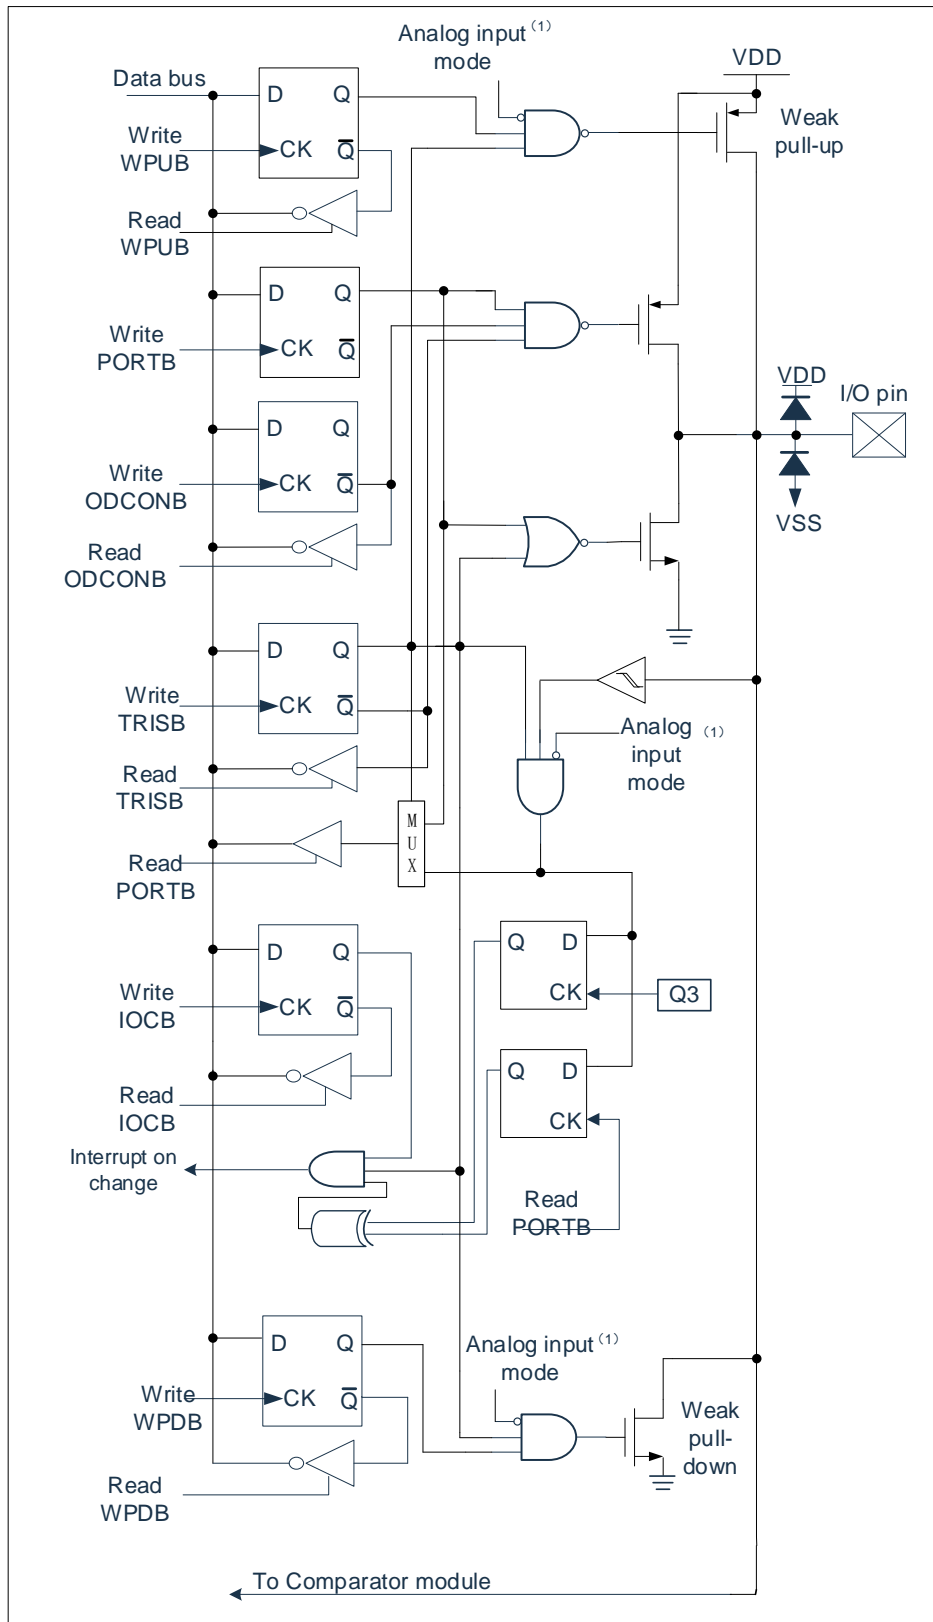 Analog input (1)
mode
VDD
Data bus
D Q
Write
WPUB
CK Q
Weak
pull-up
Read
WPUB
D Q
Write
PORTB
CK Q
VDD
I/O pin
D Q
Write
ODCONB
CK Q
VSS
Read
ODCONB
D Q
Write
TRISB
CK Q
Analog (1)
input
mode
Read
TRISB
MUX
Read
PORTB
D Q
Q D
Write
IOCB
CK Q
CK
Q3
Q D
Read
IOCB
CK
Interrupt on
change
Read
PORTB
D Q
Analog input (1)
mode
Write
WPDB
CK Q
Weak
pull-
down
Read
WPDB
To Comparator module